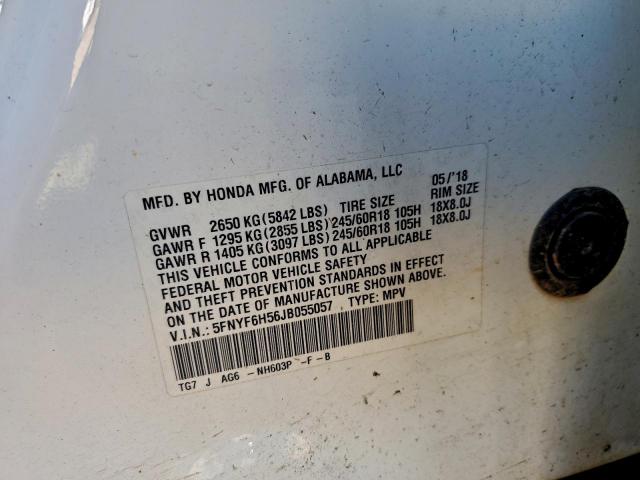 MFD. BY HONDA MFG. OF ALABAMA, LLC 05/'18
GVWR 2650 KG(5842 LBS) TIRE SIZE RIM SIZE
GAWR F 1295 KG(2855 LBS)245/60R18 105H 18X8.0J
GAWR R 1405 KG(3097 LBS)245/60R18 105H 18X8.0J
THIS VEHICLE CONFORMS TO ALL APPLICABLE
FEDERAL MOTOR VEHICLE SAFETY
AND THEFT PREVENTION STANDARDS IN EFFECT
ON THE DATE OF MANUFACTURE SHOWN ABOVE.
V.I.N.: 5FNYF6H56JB055057 TYPE: MPV
TG7 J AG6 -NH603P -F-B